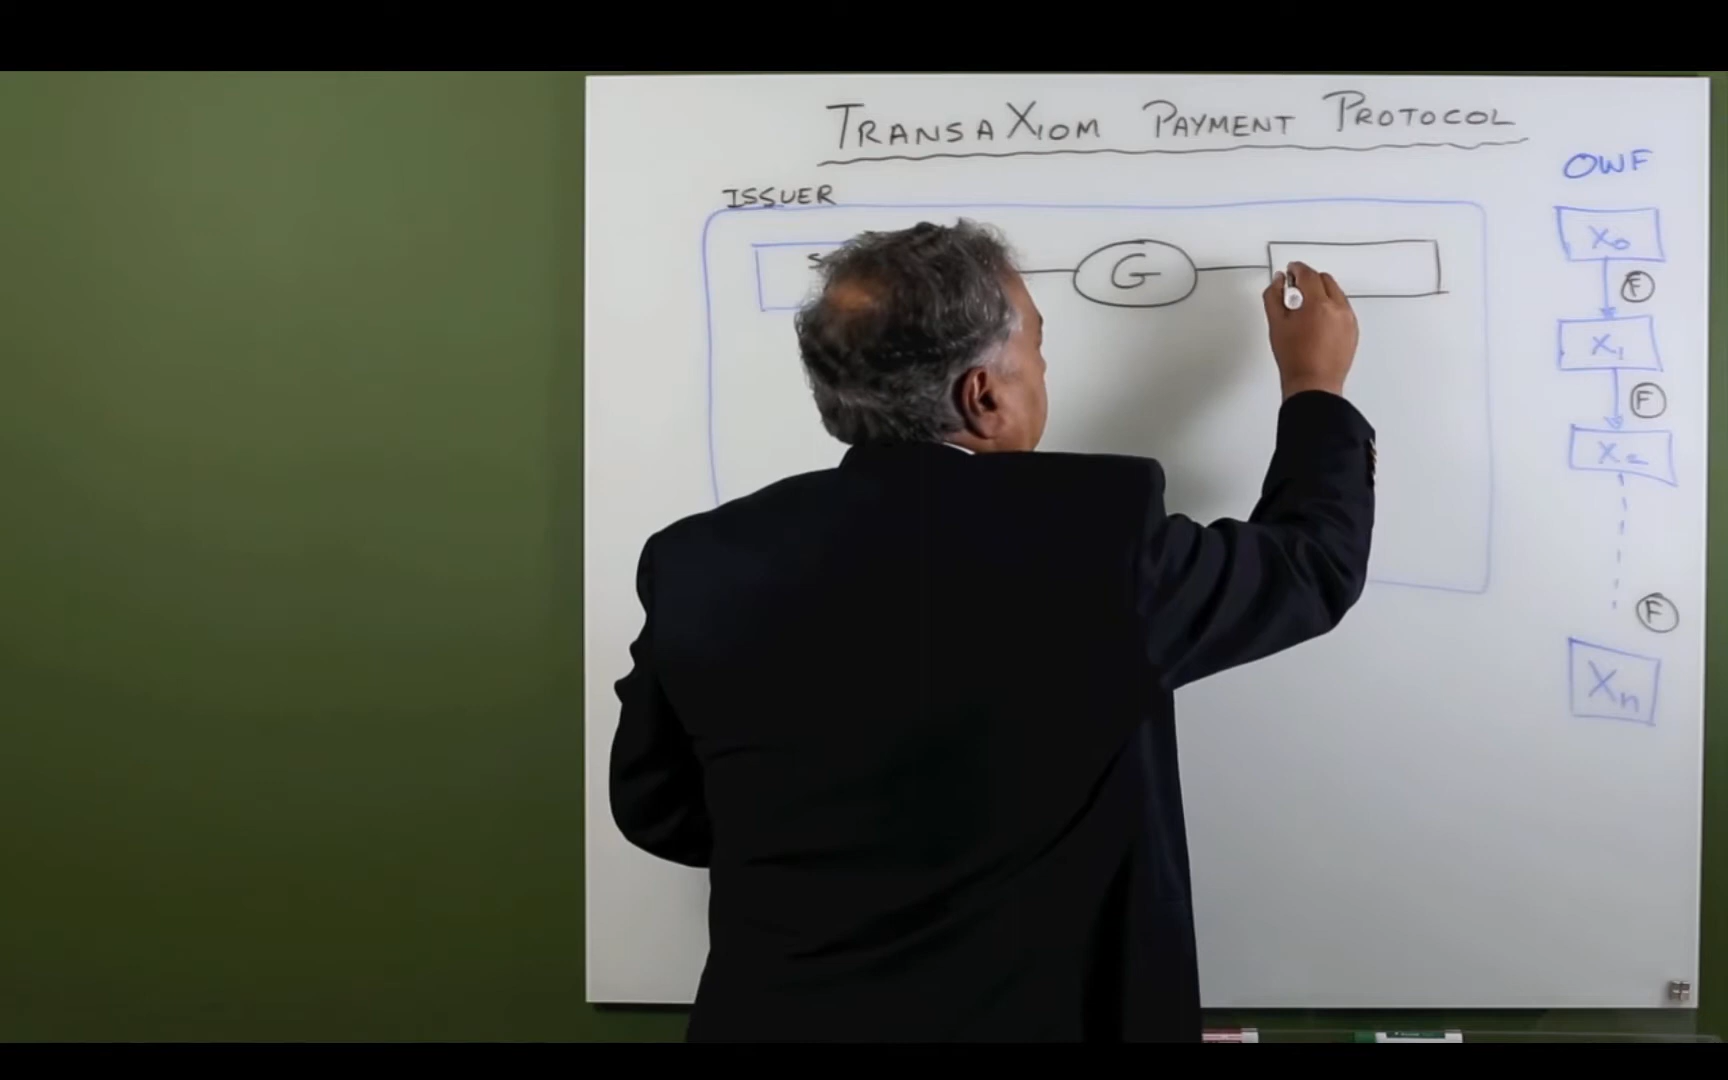 TRANSAXIOM PAYMENT PROTOCOL
OWF
ISSUER
G
X0
F
X1
F
X2
F
Xn